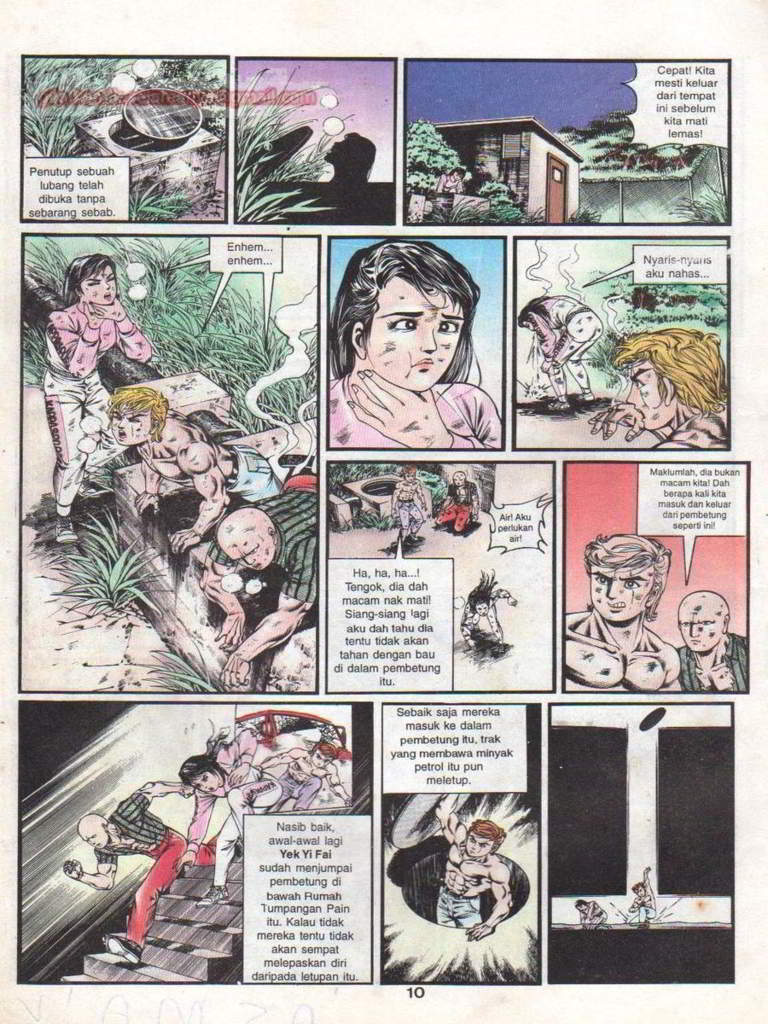 Penutup sebuah
lubang telah
dibuka tanpa
sebarang sebab.
Cepat! Kita
mesti keluar
dari tempat
ini sebelum
kita mati
lemas!
Enhem...
enhem...
Nyaris-nyaris
aku nahas...
Ha, ha, ha...!
Tengok, dia dah
macam nak mati!
Siang-siang lagi
aku dah tahu dia
tentu tidak akan
tahan dengan bau
di dalam pembetung
itu.
Air! Aku
perlukan
air!
Maklumlah, dia bukan
macam kita! Dah
berapa kali kita
masuk dan keluar
dari pembetung
seperti ini!
Nasib baik,
awal-awal lagi
Yek Yi Fai
sudah menjumpai
pembetung di
bawah Rumah
Tumpangan Pain
itu. Kalau tidak
mereka tentu tidak
akan sempat
melepaskan diri
daripada letupan itu.
Sebaik saja mereka
masuk ke dalam
pembetung itu, trak
yang membawa minyak
petrol itu pun
meletup.
10